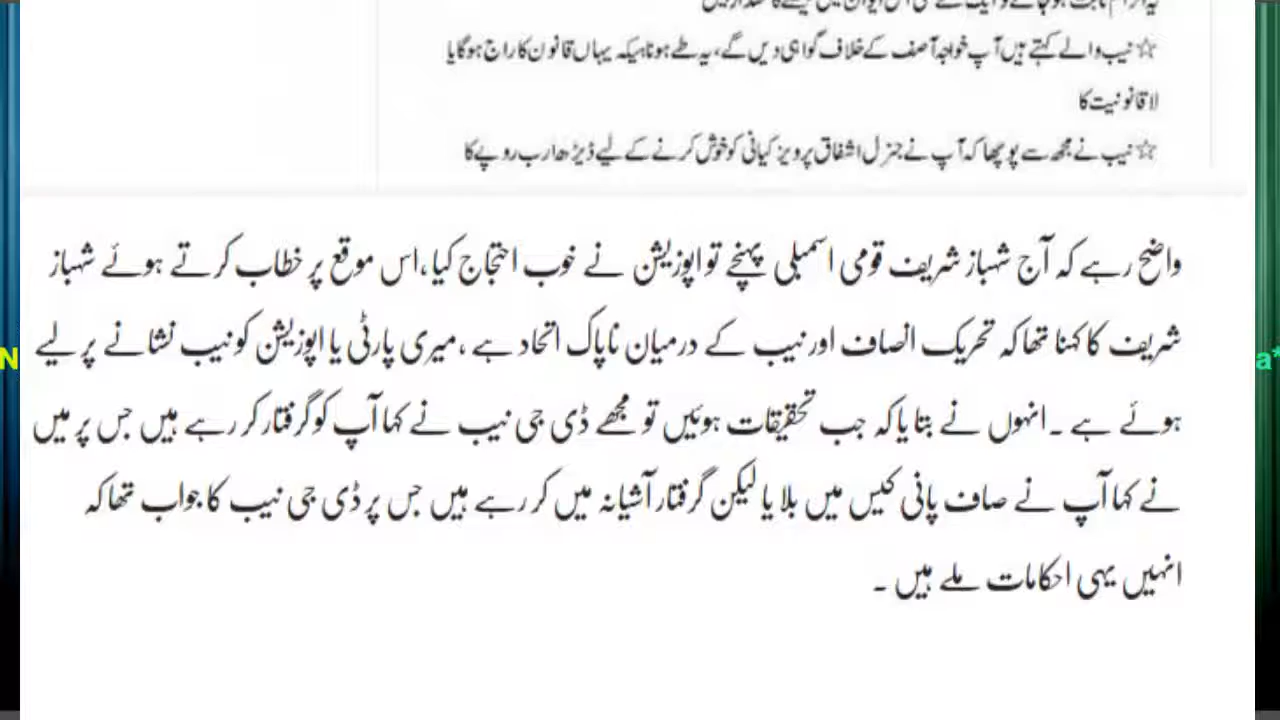 ☆ نیب والے کہتے ہیں آپ خواجہ آصف کے خلاف گواہی دیں گے، یہ طے ہونا ہیکہ یہاں قانون کا راج ہوگا یا
لاقانونیت کا
☆ نیب نے مجھ سے پوچھا کہ آپ نے جنرل اشفاق پرویز کیانی کو خوش کرنے کے لیے ڈیڑھ ارب روپے کا
واضح رہے کہ آج شہباز شریف قومی اسمبلی پہنچے تو اپوزیشن نے خوب احتجاج کیا،اس موقع پر خطاب کرتے ہوئے شہباز
شریف کا کہنا تھا کہ تحریک انصاف اور نیب کے درمیان ناپاک اتحاد ہے ،میری پارٹی یا اپوزیشن کو نیب نشانے پر لیے
ہوئے ہے ۔انہوں نے بتایا کہ جب تحقیقات ہوئیں تو مجھے ڈی جی نیب نے کہا آپ کو گرفتار کر رہے ہیں جس پر میں
نے کہا آپ نے صاف پانی کیس میں بلایا لیکن گرفتار آشیانہ میں کر رہے ہیں جس پر ڈی جی نیب کا جواب تھا کہ
انہیں یہی احکامات ملے ہیں ۔
N
a*